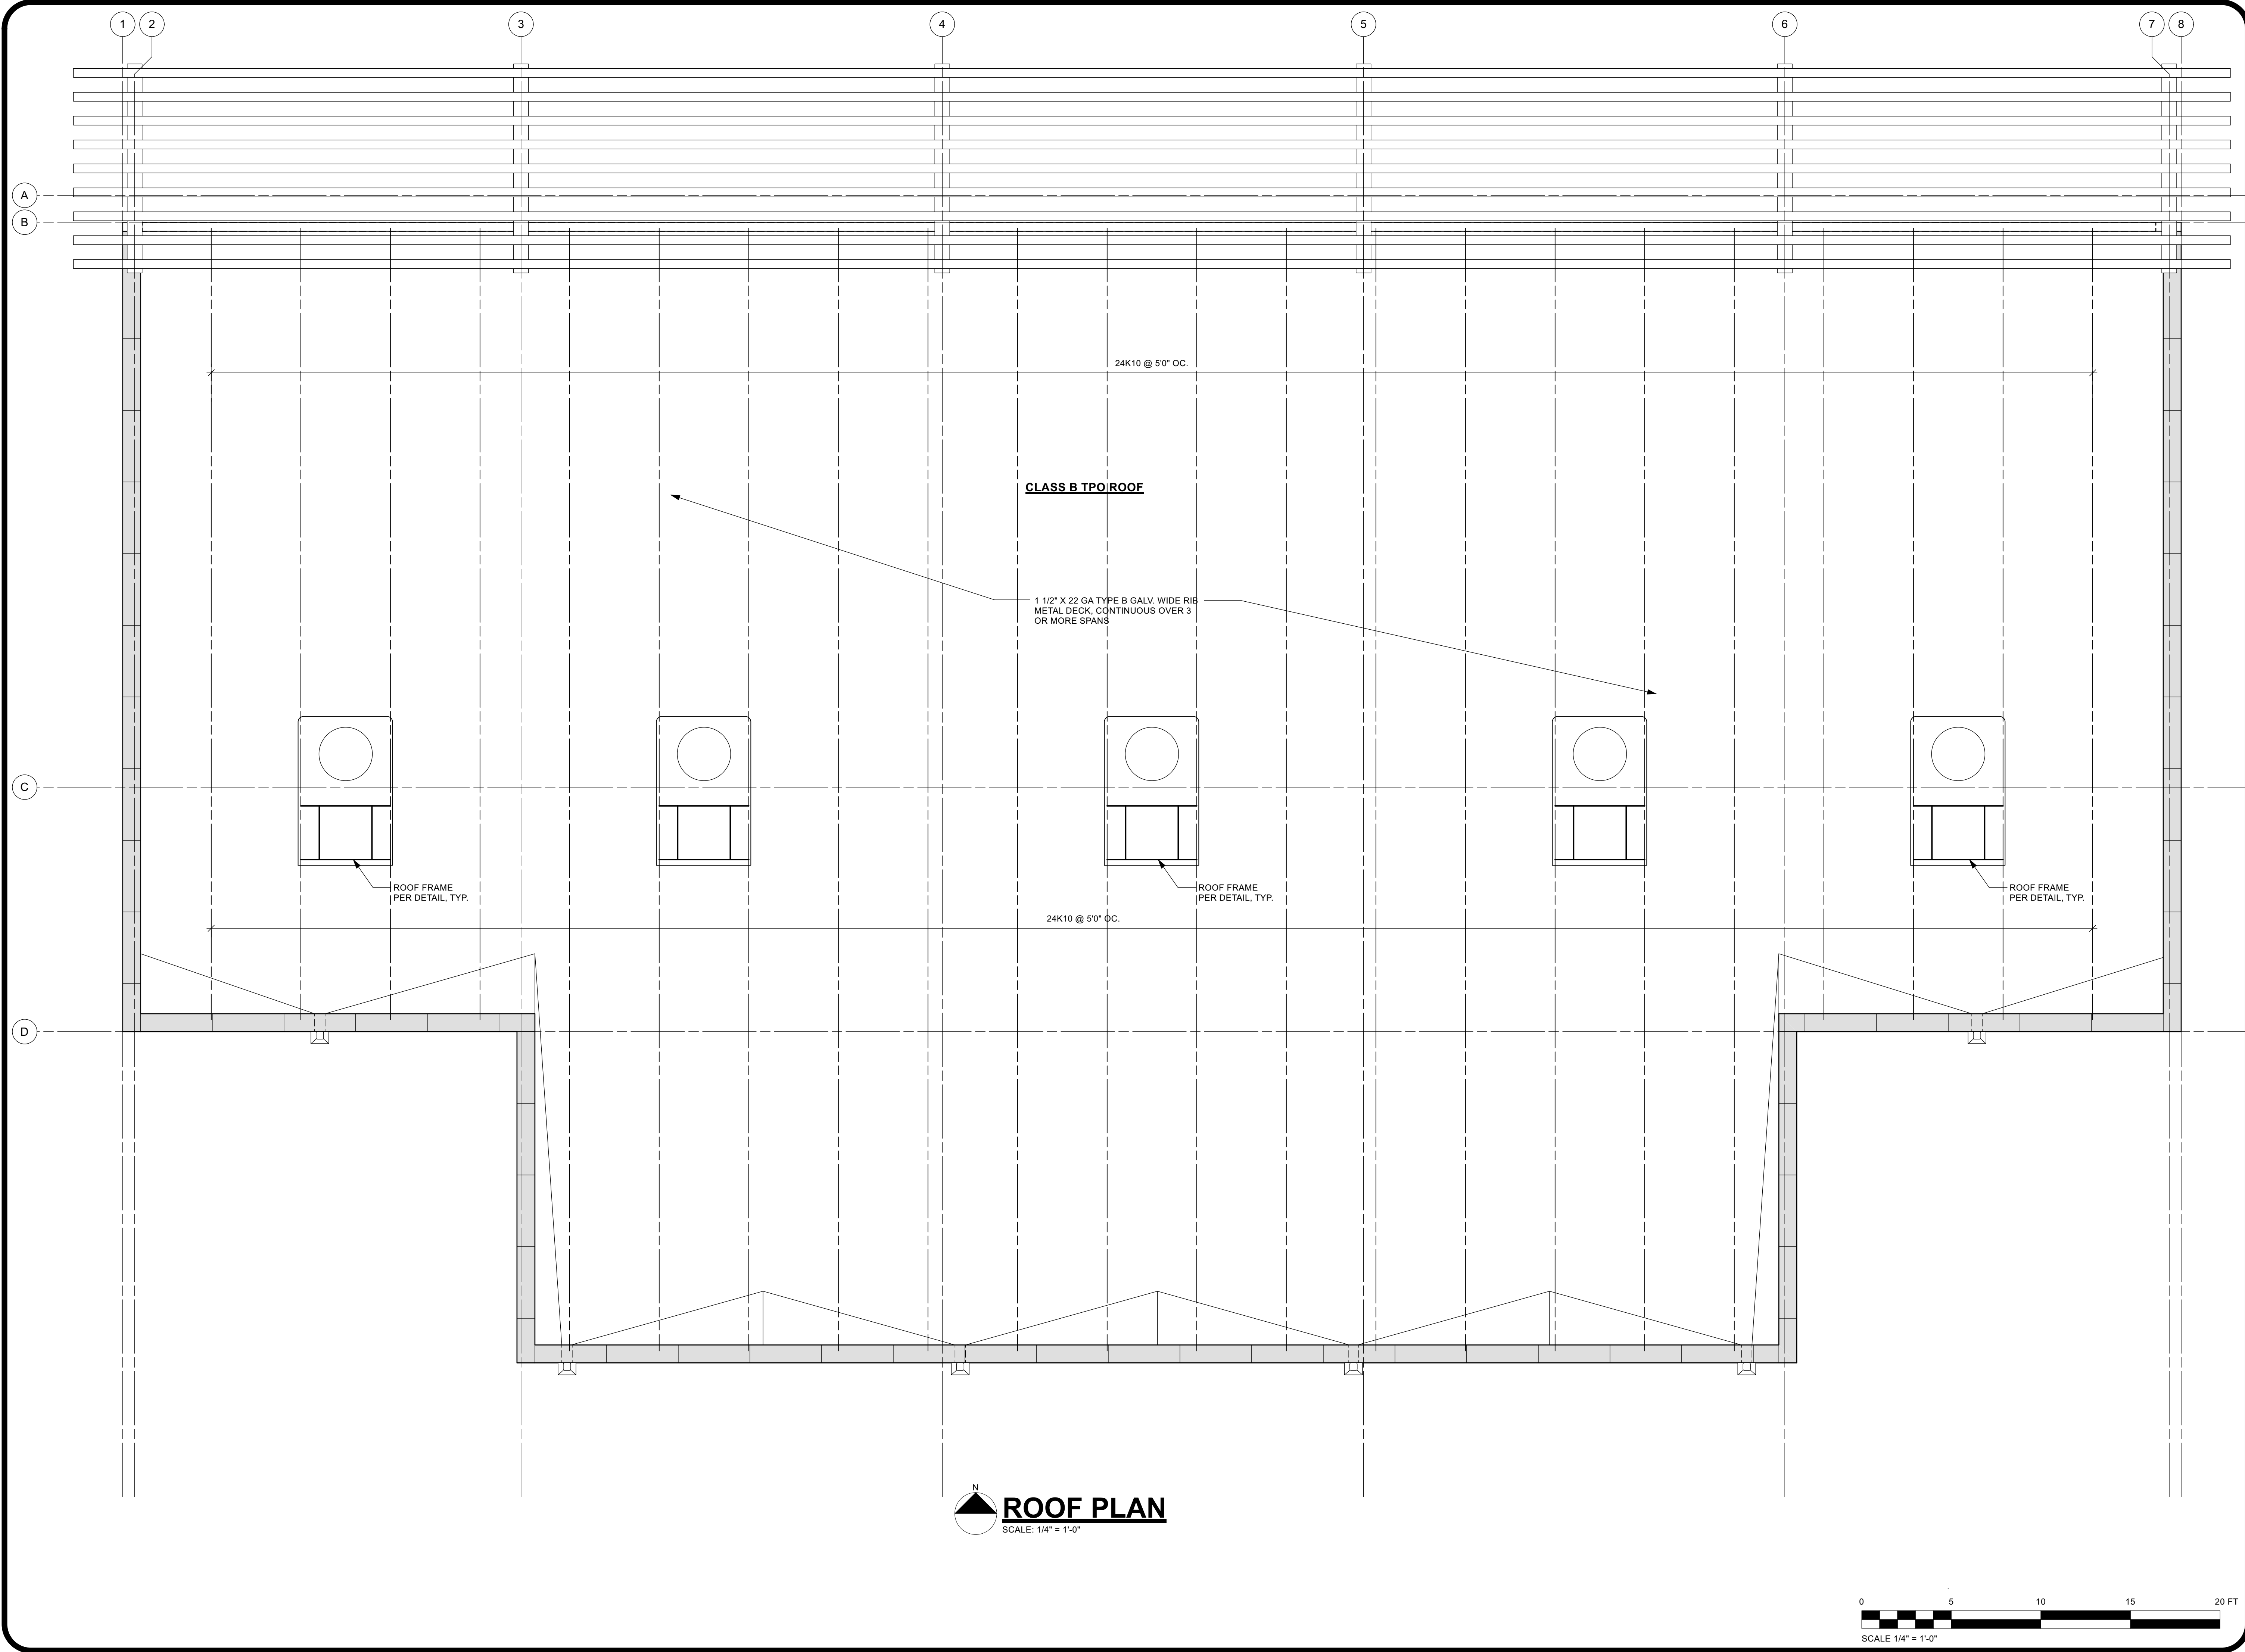 1
2
3
4
5
6
7
8
A
B
24K10 @ 5'0" OC.
CLASS B TPO ROOF
1 1/2" X 22 GA TYPE B GALV. WIDE RIB
METAL DECK, CONTINUOUS OVER 3
OR MORE SPANS
C
ROOF FRAME
PER DETAIL, TYP.
ROOF FRAME
PER DETAIL, TYP.
ROOF FRAME
PER DETAIL, TYP.
24K10 @ 5'0" OC.
D
N
ROOF PLAN
SCALE: 1/4" = 1'-0"
0 5 10 15 20 FT
SCALE 1/4" = 1'-0"